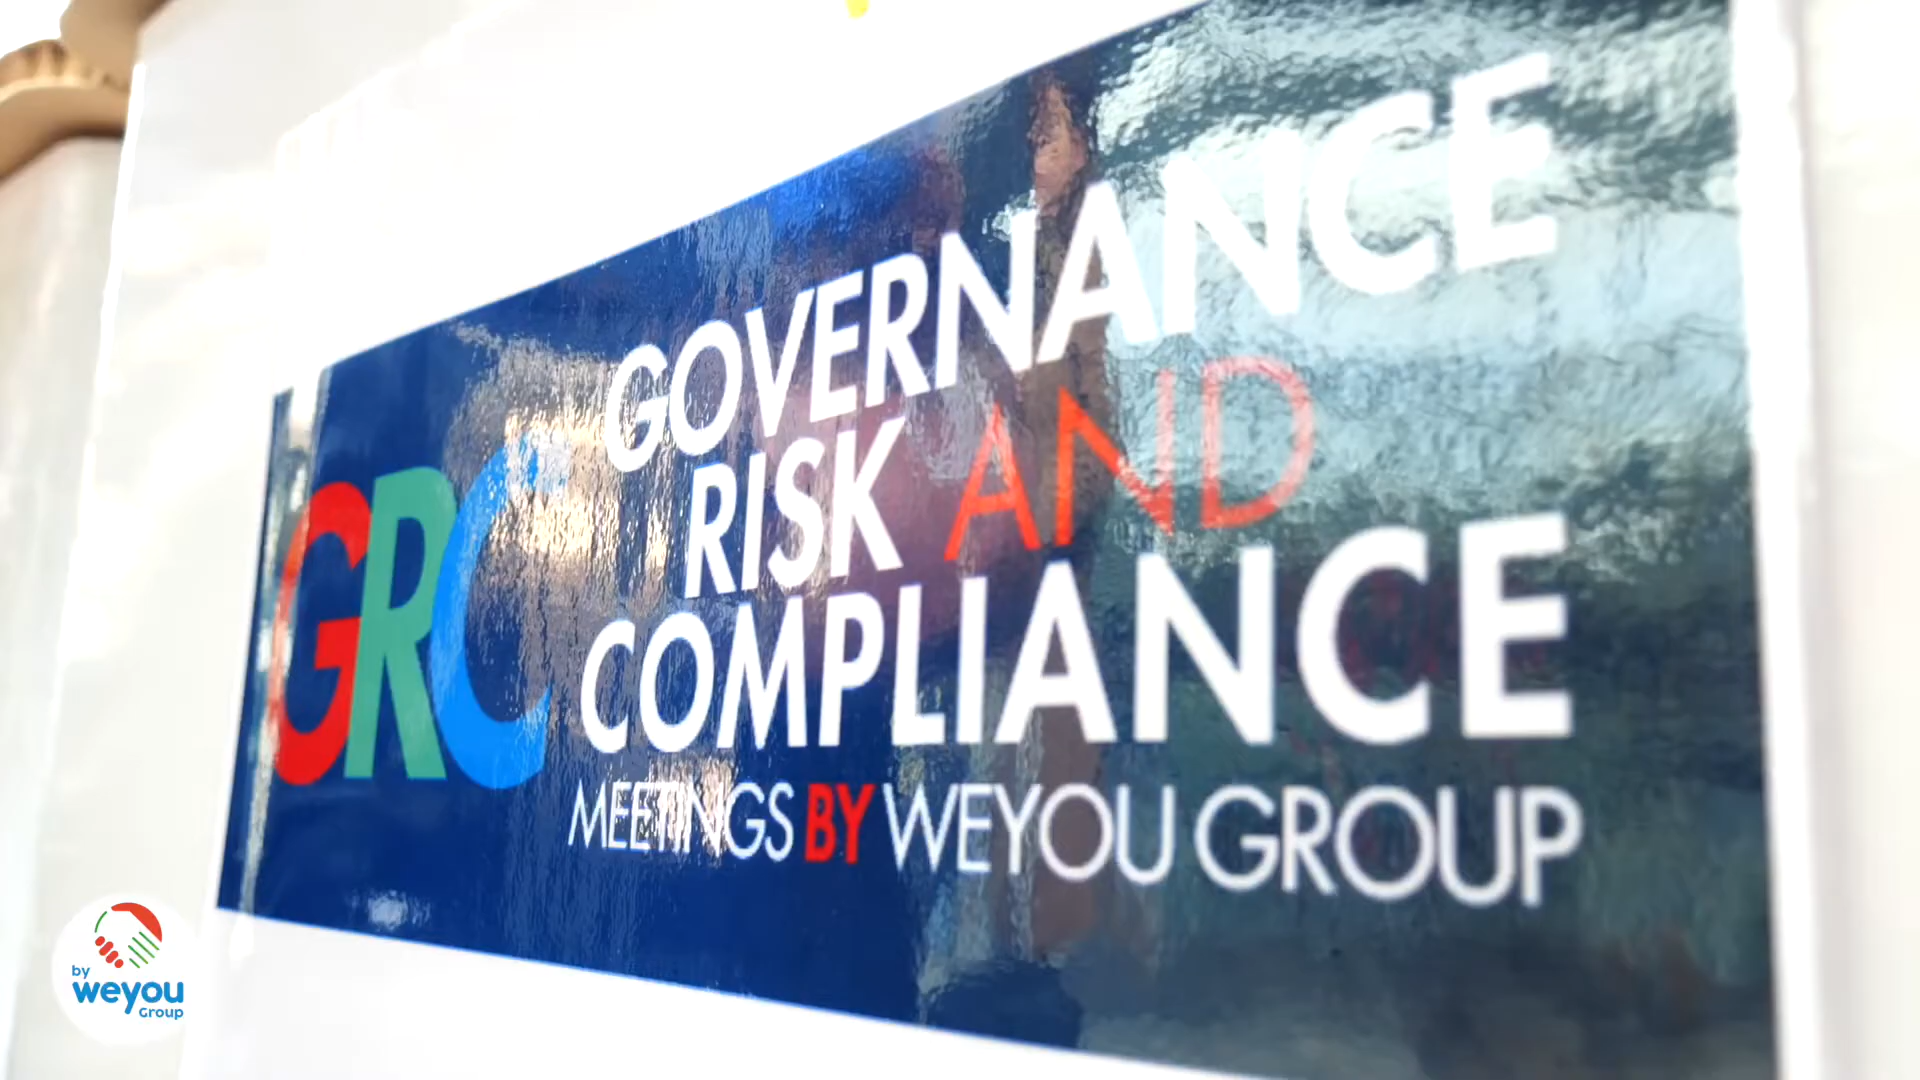 GRC
GOVERNANCE
RISK AND
COMPLIANCE
MEETINGS BY WEYOU GROUP
by
weyou
Group